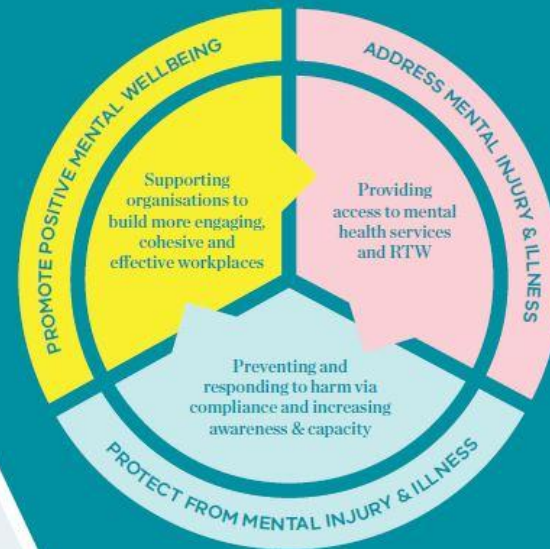 PROMOTE POSITIVE MENTAL WELLBEING
Supporting
organisations to
build more engaging,
cohesive and
effective workplaces
ADDRESS MENTAL INJURY & ILLNESS
Providing
access to mental
health services
and RTW
Preventing and
responding to harm via
compliance and increasing
awareness & capacity
PROTECT FROM MENTAL INJURY & ILLNESS